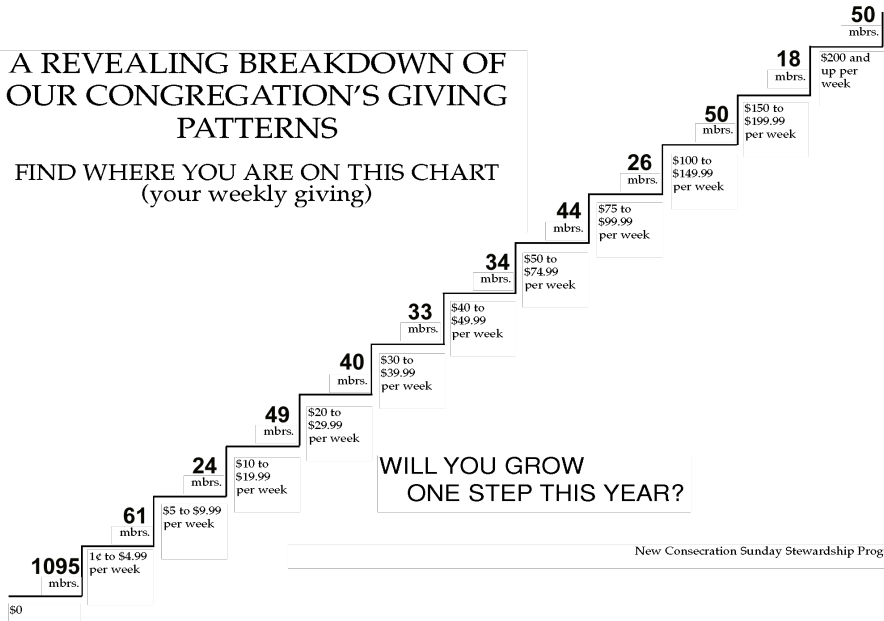 A REVEALING BREAKDOWN OF
OUR CONGREGATION’S GIVING
PATTERNS
FIND WHERE YOU ARE ON THIS CHART
(your weekly giving)
50
mbrs.
$200 and
up per
week
18
mbrs.
$150 to
$199.99
per week
50
mbrs.
$100 to
$149.99
per week
26
mbrs.
$75 to
$99.99
per week
44
mbrs.
$50 to
$74.99
per week
34
mbrs.
$40 to
$49.99
per week
33
mbrs.
$30 to
$39.99
per week
40
mbrs.
$20 to
$29.99
per week
49
mbrs.
$10 to
$19.99
per week
24
mbrs.
$5 to $9.99
per week
61
mbrs.
1¢ to $4.99
per week
1095
mbrs.
$0
WILL YOU GROW
ONE STEP THIS YEAR?
New Consecration Sunday Stewardship Prog